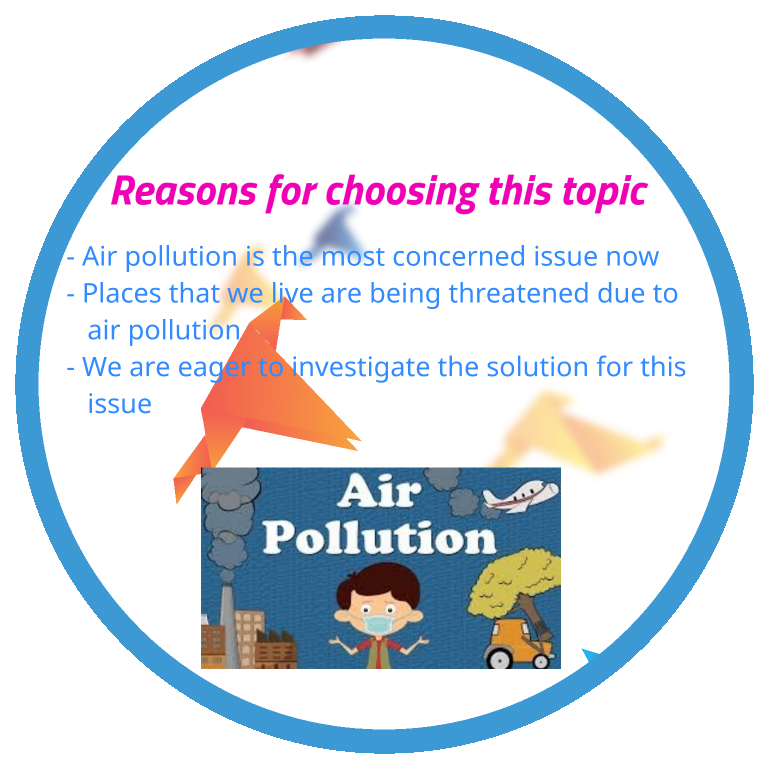 Reasons for choosing this topic
- Air pollution is the most concerned issue now
- Places that we live are being threatened due to
air pollution
- We are eager to investigate the solution for this
issue
Air
Pollution